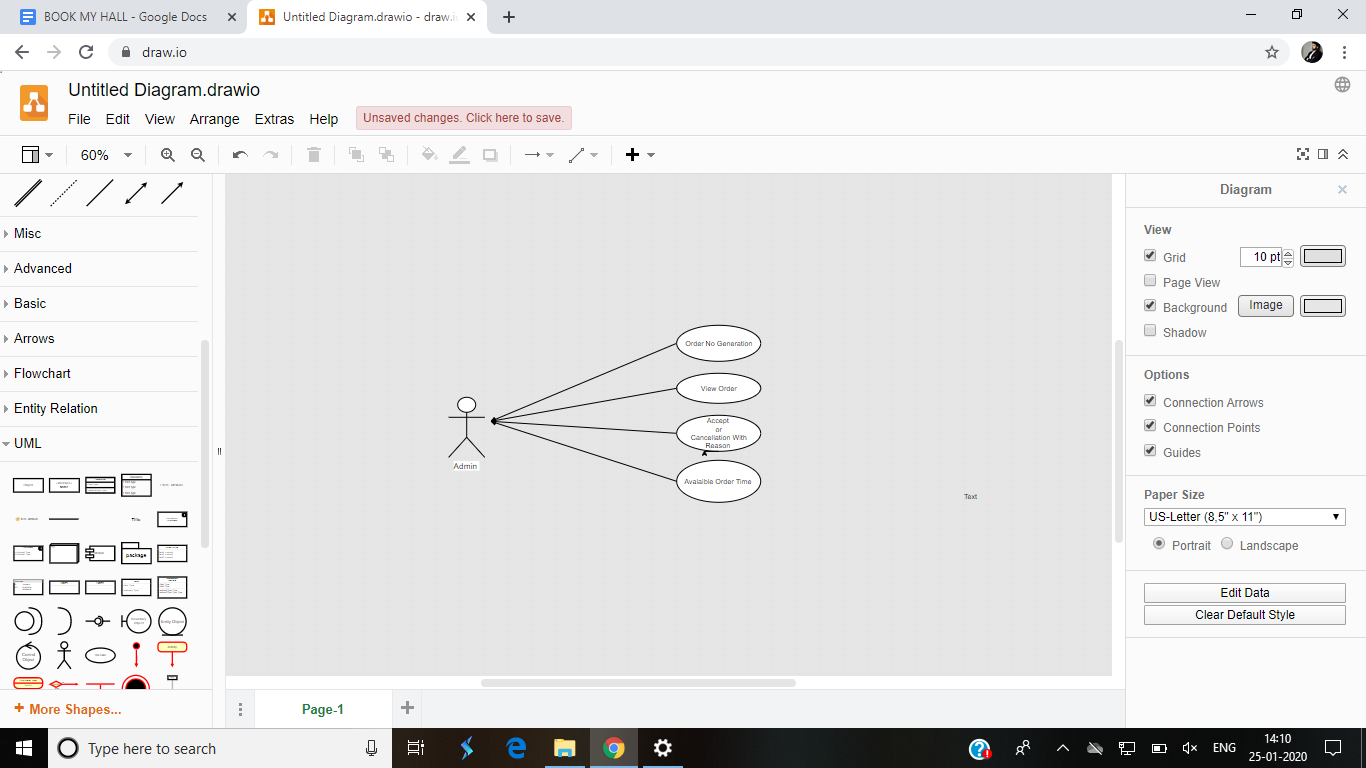 BOOK MY HALL - Google Docs
Untitled Diagram.drawio - draw.i
draw.io
Untitled Diagram.drawio
File Edit View Arrange Extras Help
Unsaved changes. Click here to save.
60%
Misc
Advanced
Basic
Arrows
Flowchart
Entity Relation
UML
Title
package
More Shapes...
Order No Generation
View Order
Accept
or
Cancellation With
Reason
Avalaible Order Time
Admin
Text
Page-1
Diagram
View
Grid 10 pt
Page View
Background Image
Shadow
Options
Connection Arrows
Connection Points
Guides
Paper Size
US-Letter (8,5" x 11")
Portrait Landscape
Edit Data
Clear Default Style
Type here to search
ENG
14:10
25-01-2020